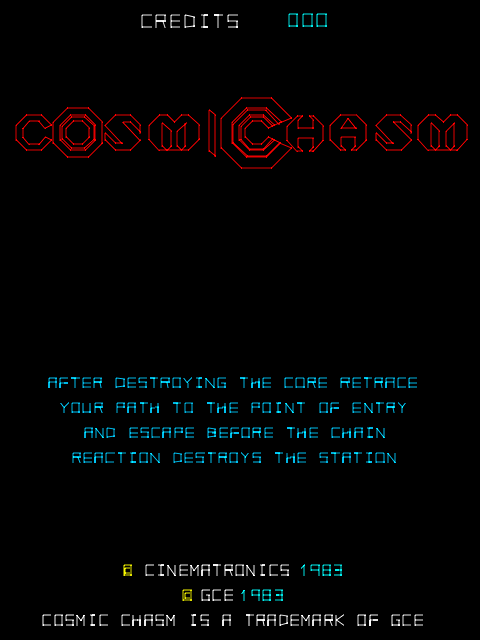 CREDITS 000
COSMIC CHASM
AFTER DESTROYING THE CORE RETRACE
YOUR PATH TO THE POINT OF ENTRY
AND ESCAPE BEFORE THE CHAIN
REACTION DESTROYS THE STATION
© CINEMATRONICS 1983
© GCE 1983
COSMIC CHASM IS A TRADEMARK OF GCE